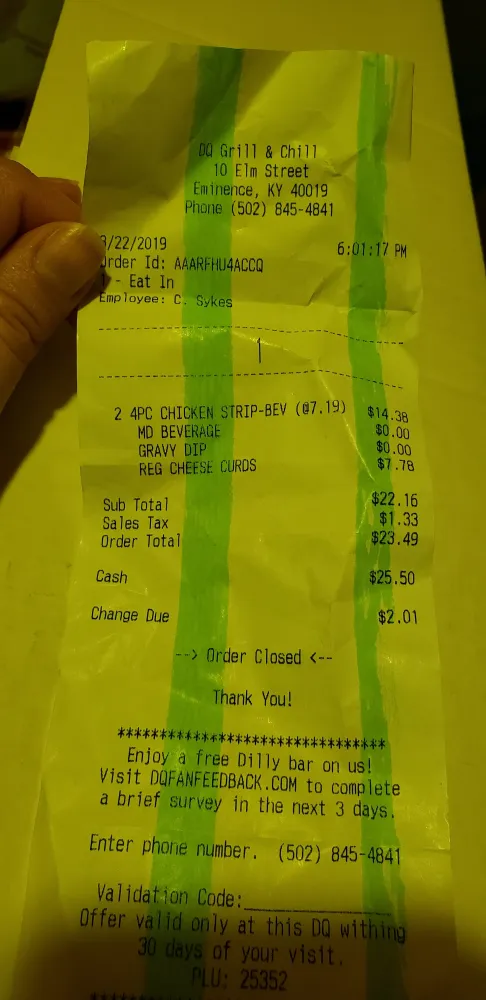 DQ Grill & Chill
10 Elm Street
Eminence, KY 40019
Phone (502) 845-4841
3/22/2019 6:01:17 PM
Order Id: AAARFHU4ACCQ
1 - Eat In
Employee: C. Sykes
1
2 4PC CHICKEN STRIP-BEV (@7.19) $14.38
MD BEVERAGE $0.00
GRAVY DIP $0.00
REG CHEESE CURDS $7.78
Sub Total $22.16
Sales Tax $1.33
Order Total $23.49
Cash $25.50
Change Due $2.01
--> Order Closed <--
Thank You!
********************************
Enjoy a free Dilly bar on us!
Visit DQFANFEEDBACK.COM to complete
a brief survey in the next 3 days.
Enter phone number. (502) 845-4841
Validation Code:_______________
Offer valid only at this DQ withing
30 days of your visit.
PLU: 25352